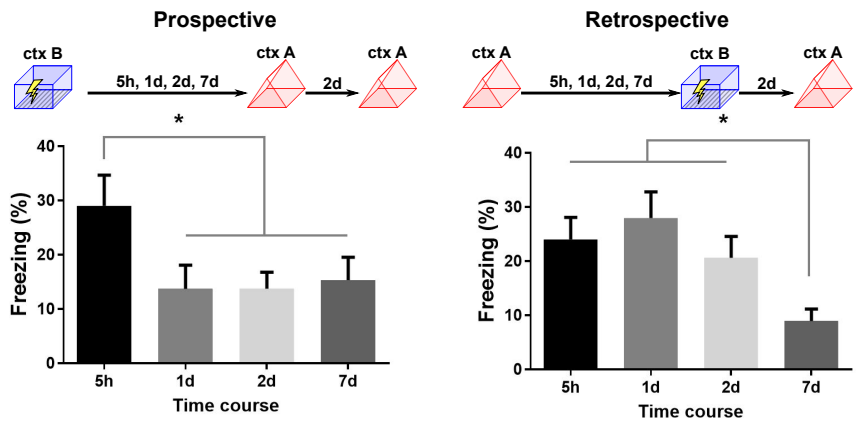 Prospective
ctx B
ctx A
ctx A
5h, 1d, 2d, 7d
2d
*
Freezing (%)
40
30
20
10
0
5h
1d
2d
7d
Time course
Retrospective
ctx A
ctx B
ctx A
5h, 1d, 2d, 7d
2d
*
Freezing (%)
40
30
20
10
0
5h
1d
2d
7d
Time course